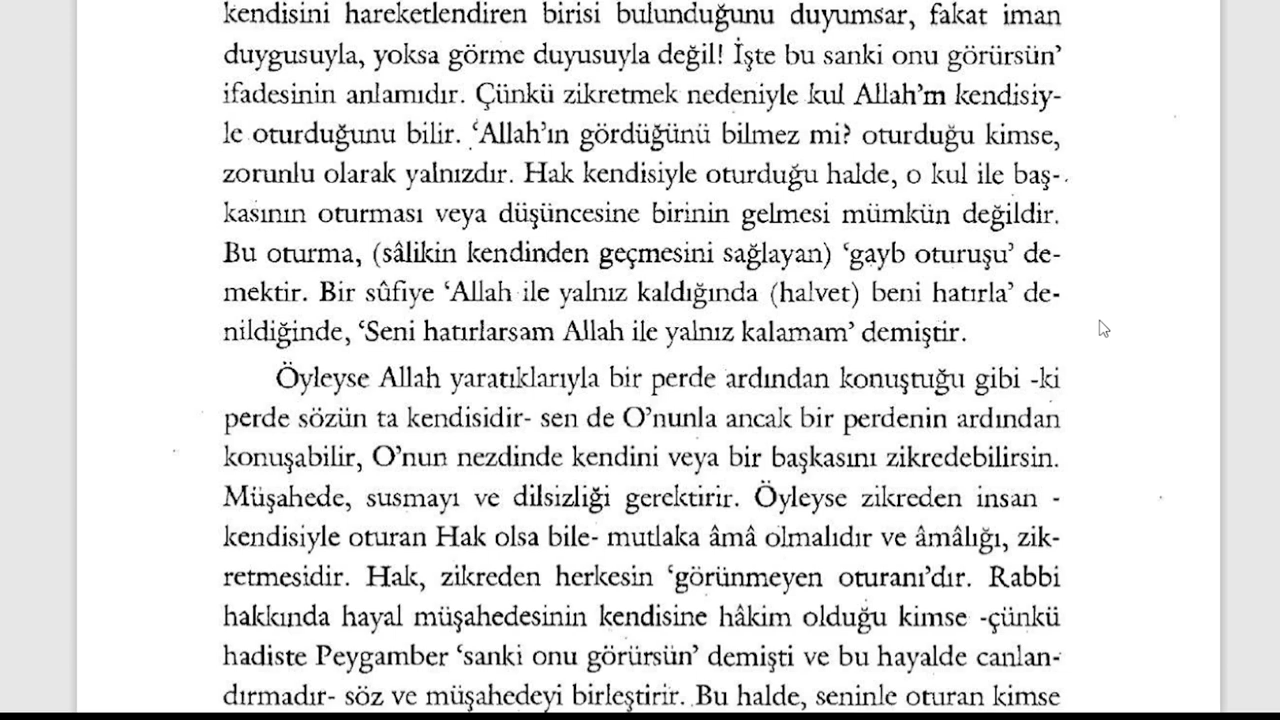 kendisini hareketlendiren birisi bulunduğunu duyumsar, fakat iman
duygusuyla, yoksa görme duyusuyla değil! İşte bu sanki onu görürsün’
ifadesinin anlamıdır. Çünkü zikretmek nedeniyle kul Allah’m kendisiy-
le oturduğunu bilir. ‘Allah’ın gördüğünü bilmez mi? oturduğu kimse,
zorunlu olarak yalnızdır. Hak kendisiyle oturduğu halde, o kul ile baş-
kasının oturması veya düşüncesine birinin gelmesi mümkün değildir.
Bu oturma, (sâlikin kendinden geçmesini sağlayan) ‘gayb oturuşu’ de-
mektir. Bir sûfiye ‘Allah ile yalnız kaldığında (halvet) beni hatırla’ de-
nildiğinde, ‘Seni hatırlarsam Allah ile yalnız kalamam’ demiştir.
Öyleyse Allah yaratıklarıyla bir perde ardından konuştuğu gibi -ki
perde sözün ta kendisidir- sen de O’nunla ancak bir perdenin ardından
konuşabilir, O’nun nezdinde kendini veya bir başkasını zikredebilirsin.
Müşahede, susmayı ve dilsizliği gerektirir. Öyleyse zikreden insan -
kendisiyle oturan Hak olsa bile- mutlaka âmâ olmalıdır ve âmâlığı, zik-
retmesidir. Hak, zikreden herkesin ‘görünmeyen oturanı’dır. Rabbi
hakkında hayal müşahedesinin kendisine hâkim olduğu kimse -çünkü
hadiste Peygamber ‘sanki onu görürsün’ demişti ve bu hayalde canlan-
dırmadır- söz ve müşahedeyi birleştirir. Bu halde, seninle oturan kimse